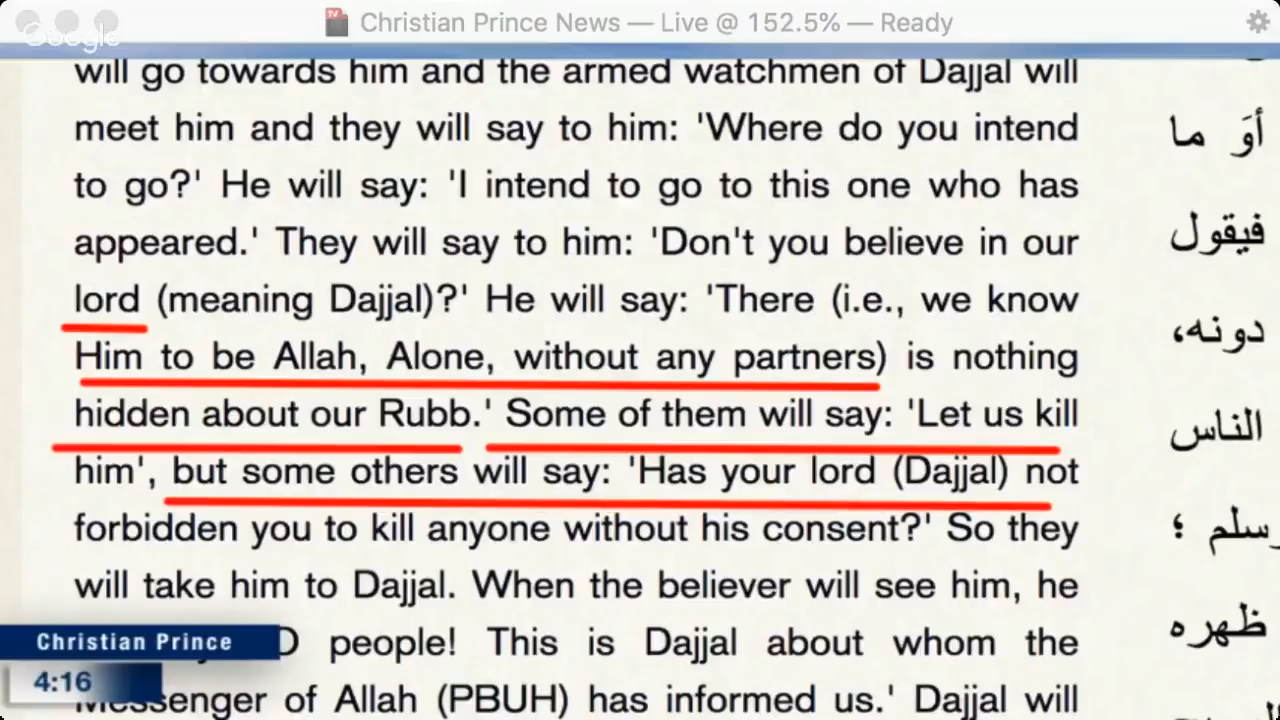 Google
Christian Prince News — Live @ 152.5% — Ready
will go towards him and the armed watchmen of Dajjal will
meet him and they will say to him: 'Where do you intend
to go?' He will say: 'I intend to go to this one who has
appeared.' They will say to him: 'Don't you believe in our
lord (meaning Dajjal)?' He will say: 'There (i.e., we know
Him to be Allah, Alone, without any partners) is nothing
hidden about our Rubb.' Some of them will say: 'Let us kill
him', but some others will say: 'Has your lord (Dajjal) not
forbidden you to kill anyone without his consent?' So they
will take him to Dajjal. When the believer will see him, he
people! This is Dajjal about whom the
of Allah (PBUH) has informed us.' Dajjal will
أوَ ما
فيقول
دونه،
الناس
؛
ظهره
Christian Prince
4:16